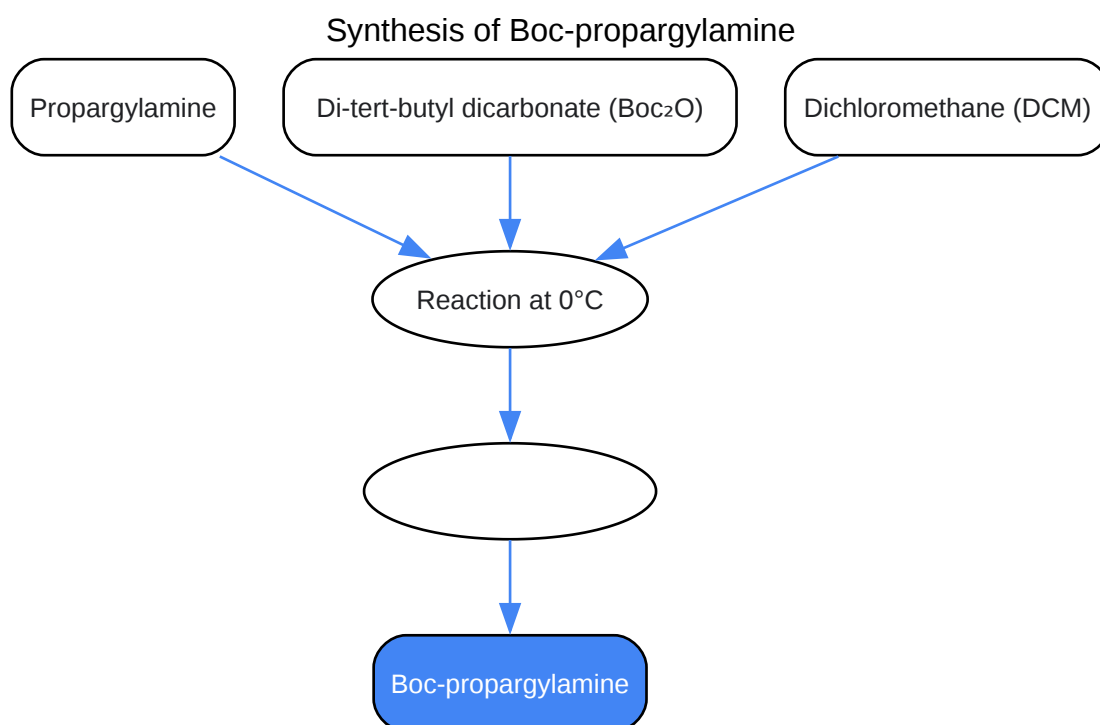 Synthesis of Boc-propargylamine
Propargylamine
Di-tert-butyl dicarbonate (Boc₂O)
Dichloromethane (DCM)
Reaction at 0°C
Boc-propargylamine